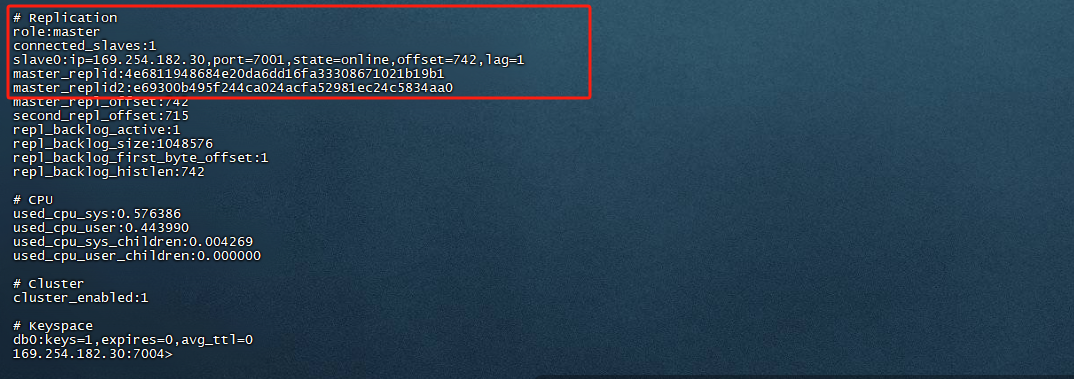 # Replication
role:master
connected_slaves:1
slave0:ip=169.254.182.30,port=7001,state=online,offset=742,lag=1
master_replid:4e6811948684e20da6dd16fa33308671021b19b1
master_replid2:e69300b495f244ca024acfa52981ec24c5834aa0
master_repl_offset:742
second_repl_offset:715
repl_backlog_active:1
repl_backlog_size:1048576
repl_backlog_first_byte_offset:1
repl_backlog_histlen:742
# CPU
used_cpu_sys:0.576386
used_cpu_user:0.443990
used_cpu_sys_children:0.004269
used_cpu_user_children:0.000000
# Cluster
cluster_enabled:1
# Keyspace
db0:keys=1,expires=0,avg_ttl=0
169.254.182.30:7004>